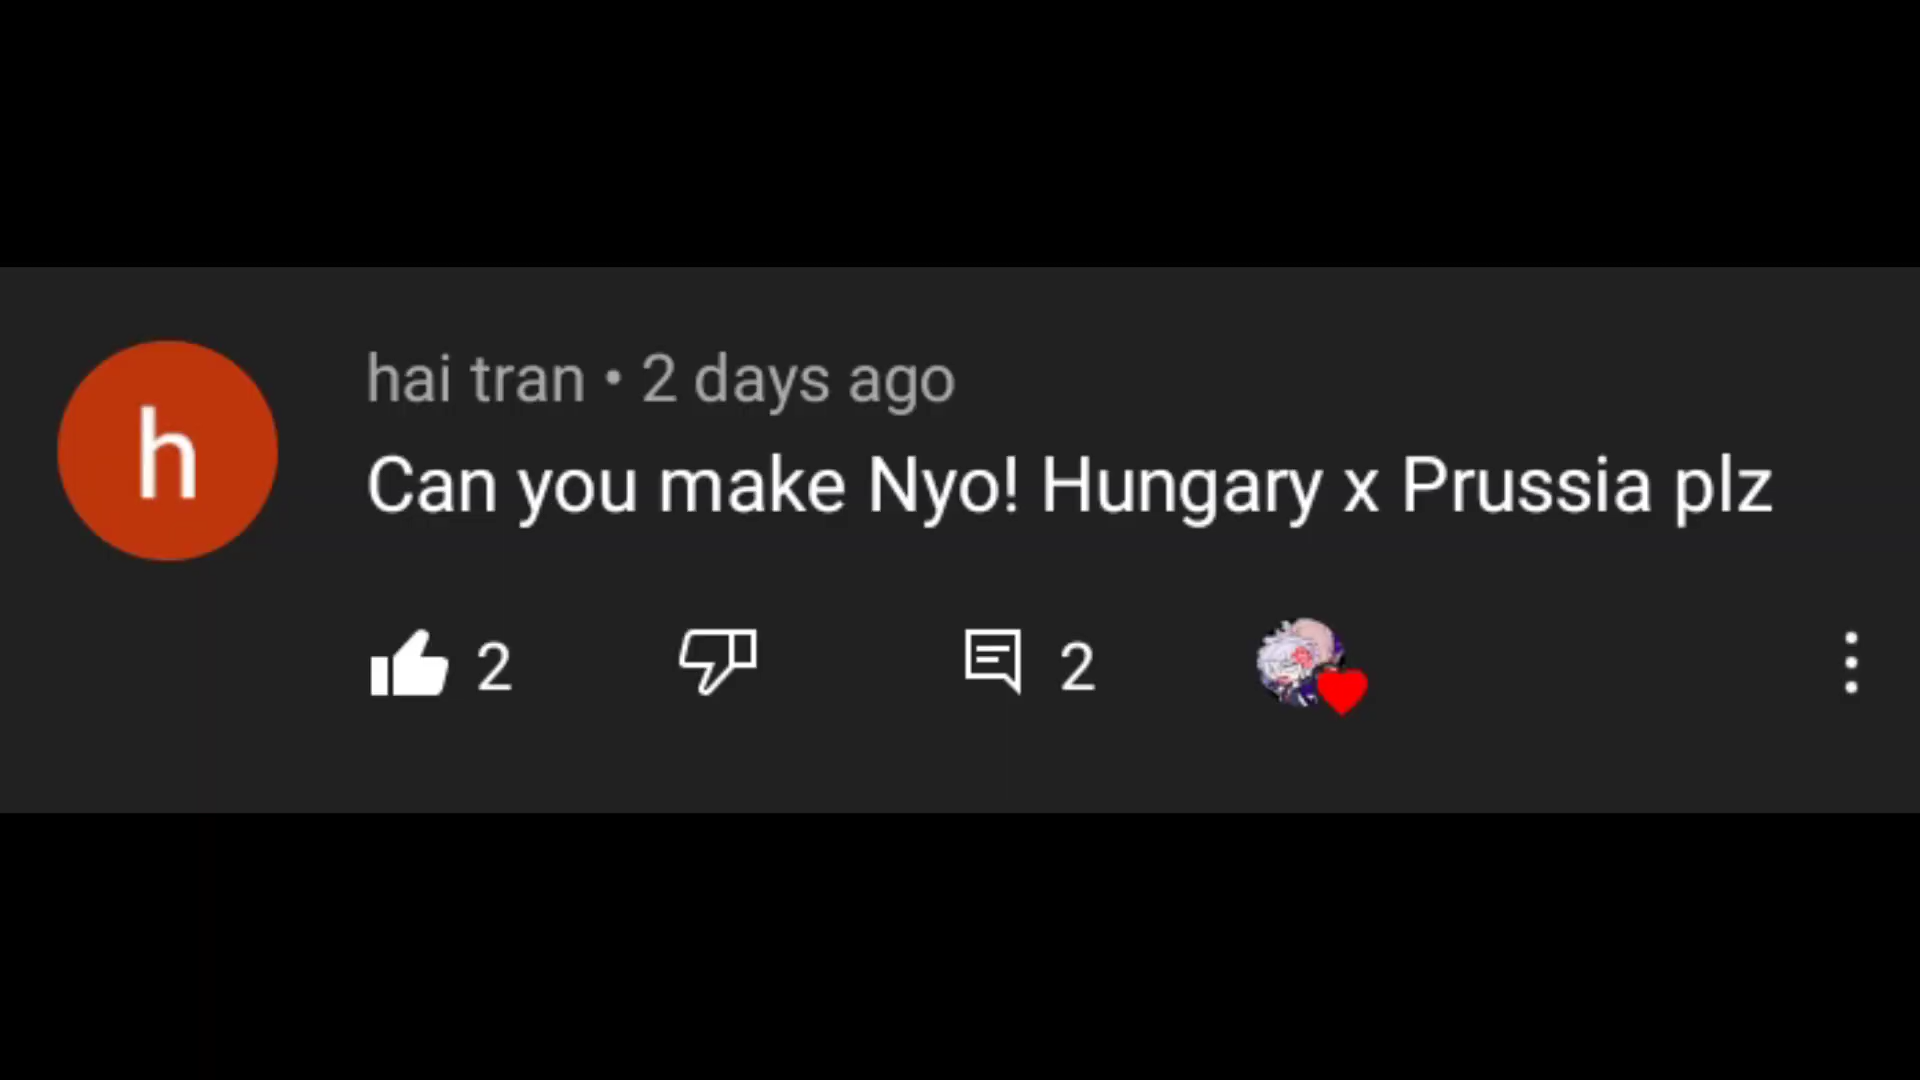 h
hai tran • 2 days ago
Can you make Nyo! Hungary x Prussia plz
2
2